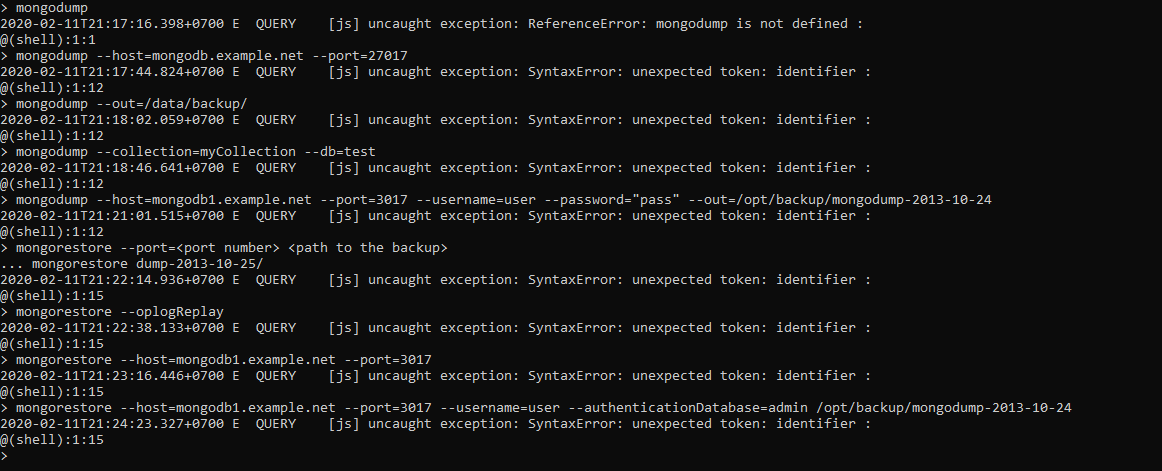 > mongodump
2020-02-11T21:17:16.398+0700 E  QUERY    [js] uncaught exception: ReferenceError: mongodump is not defined :
@(shell):1:1
> mongodump --host=mongodb.example.net --port=27017
2020-02-11T21:17:44.824+0700 E  QUERY    [js] uncaught exception: SyntaxError: unexpected token: identifier :
@(shell):1:12
> mongodump --out=/data/backup/
2020-02-11T21:18:02.059+0700 E  QUERY    [js] uncaught exception: SyntaxError: unexpected token: identifier :
@(shell):1:12
> mongodump --collection=myCollection --db=test
2020-02-11T21:18:46.641+0700 E  QUERY    [js] uncaught exception: SyntaxError: unexpected token: identifier :
@(shell):1:12
> mongodump --host=mongodb1.example.net --port=3017 --username=user --password="pass" --out=/opt/backup/mongodump-2013-10-24
2020-02-11T21:21:01.515+0700 E  QUERY    [js] uncaught exception: SyntaxError: unexpected token: identifier :
@(shell):1:12
> mongorestore --port=<port number> <path to the backup>
... mongorestore dump-2013-10-25/
2020-02-11T21:22:14.936+0700 E  QUERY    [js] uncaught exception: SyntaxError: unexpected token: identifier :
@(shell):1:15
> mongorestore --oplogReplay
2020-02-11T21:22:38.133+0700 E  QUERY    [js] uncaught exception: SyntaxError: unexpected token: identifier :
@(shell):1:15
> mongorestore --host=mongodb1.example.net --port=3017
2020-02-11T21:23:16.446+0700 E  QUERY    [js] uncaught exception: SyntaxError: unexpected token: identifier :
@(shell):1:15
> mongorestore --host=mongodb1.example.net --port=3017 --username=user --authenticationDatabase=admin /opt/backup/mongodump-2013-10-24
2020-02-11T21:24:23.327+0700 E  QUERY    [js] uncaught exception: SyntaxError: unexpected token: identifier :
@(shell):1:15
>